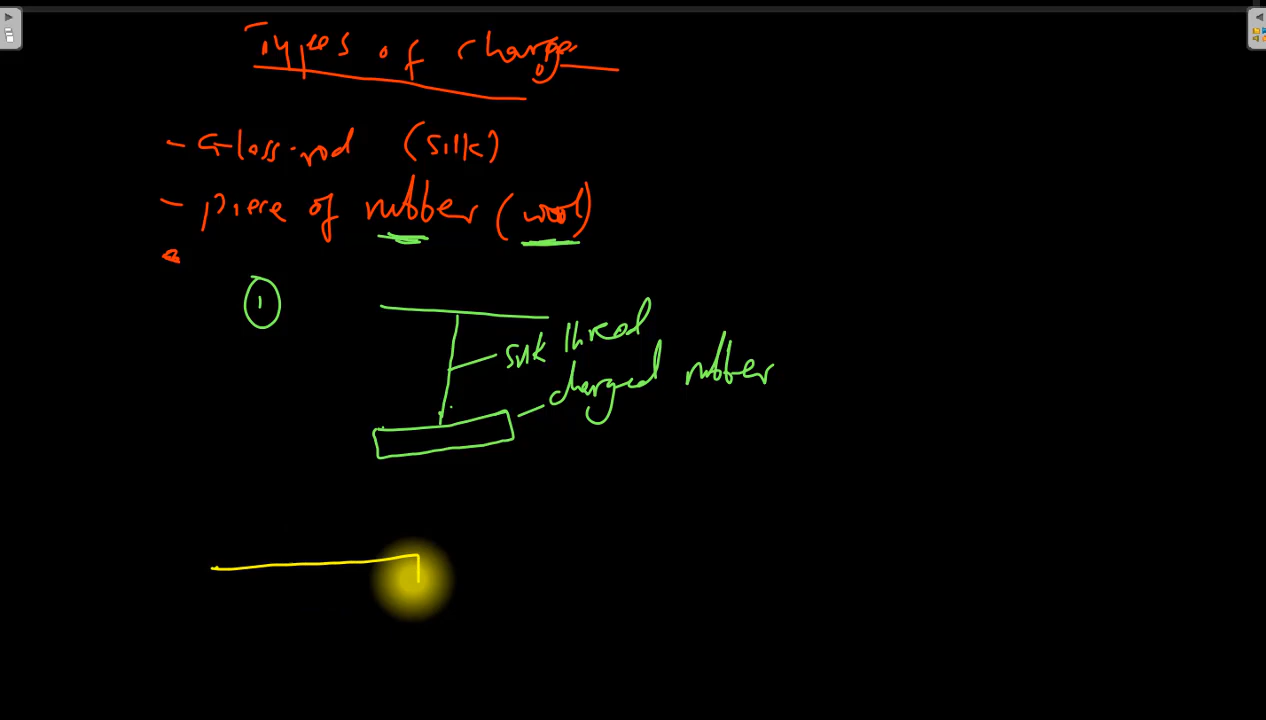 Types of charge
- Glass-rod (silk)
- piece of rubber (wool)
①
silk thread
charged rubber